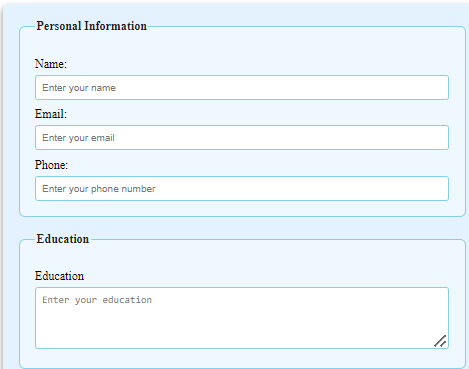 Personal Information
Name:
Enter your name
Email:
Enter your email
Phone:
Enter your phone number
Education
Education
Enter your education